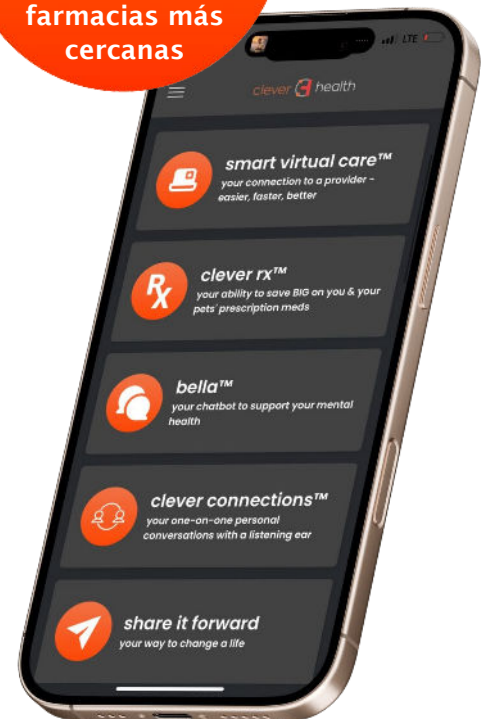 farmacias más
cercanas
LTE
clever health
smart virtual care™
your connection to a provider -
easier, faster, better
Rx
clever rx™
your ability to save BIG on you & your
pets' prescription meds
bella™
your chatbot to support your mental
health
clever connections™
your one-on-one personal
conversations with a listening ear
share it forward
your way to change a life